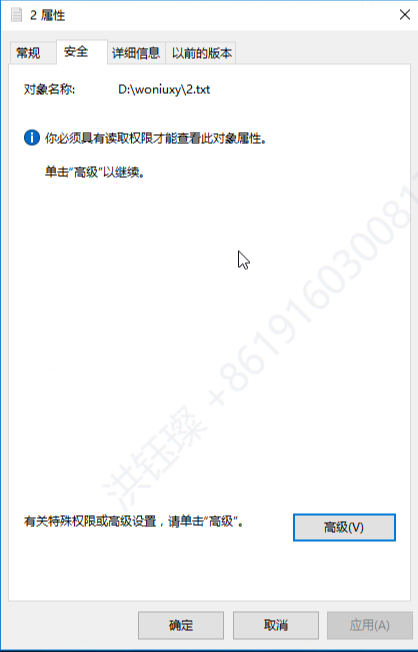 2 属性
常规 安全 详细信息 以前的版本
对象名称: D:\woniuxy\2.txt
你必须具有读取权限才能查看此对象属性。
单击“高级”以继续。
洪钰璨 +861916030081
有关特殊权限或高级设置，请单击“高级”。
高级(V)
确定 取消 应用(A)